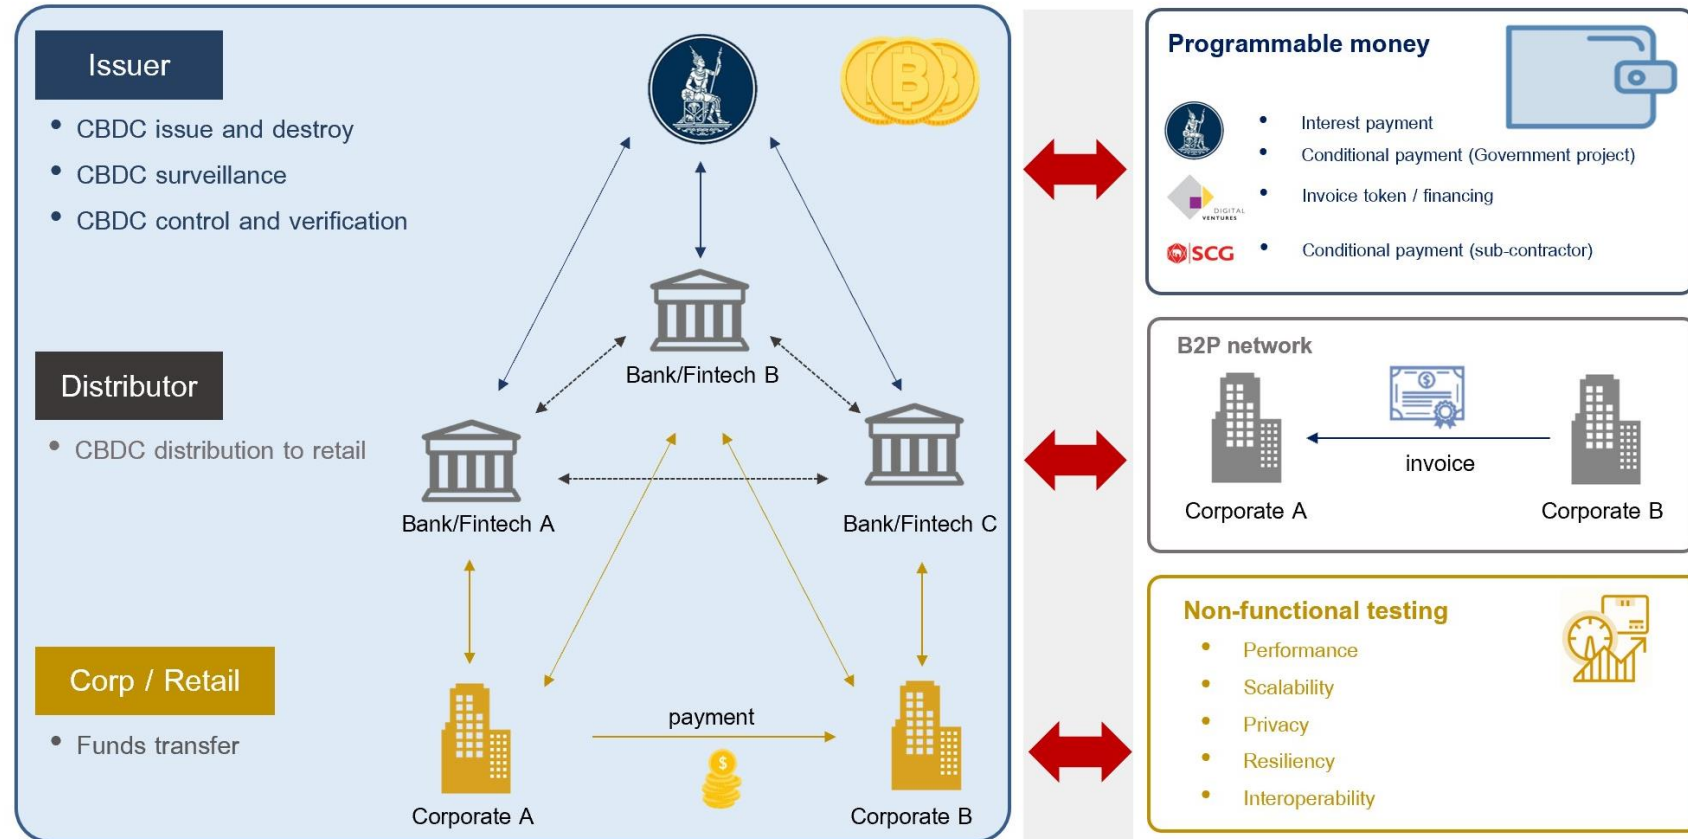 Issuer
• CBDC issue and destroy
• CBDC surveillance
• CBDC control and verification
Bank/Fintech B
Distributor
• CBDC distribution to retail
Bank/Fintech A
Bank/Fintech C
Corp / Retail
• Funds transfer
payment
Corporate A
Corporate B
Programmable money
• Interest payment
• Conditional payment (Government project)
DIGITAL
VENTURES
• Invoice token / financing
SCG
• Conditional payment (sub-contractor)
B2P network
invoice
Corporate A
Corporate B
Non-functional testing
• Performance
• Scalability
• Privacy
• Resiliency
• Interoperability